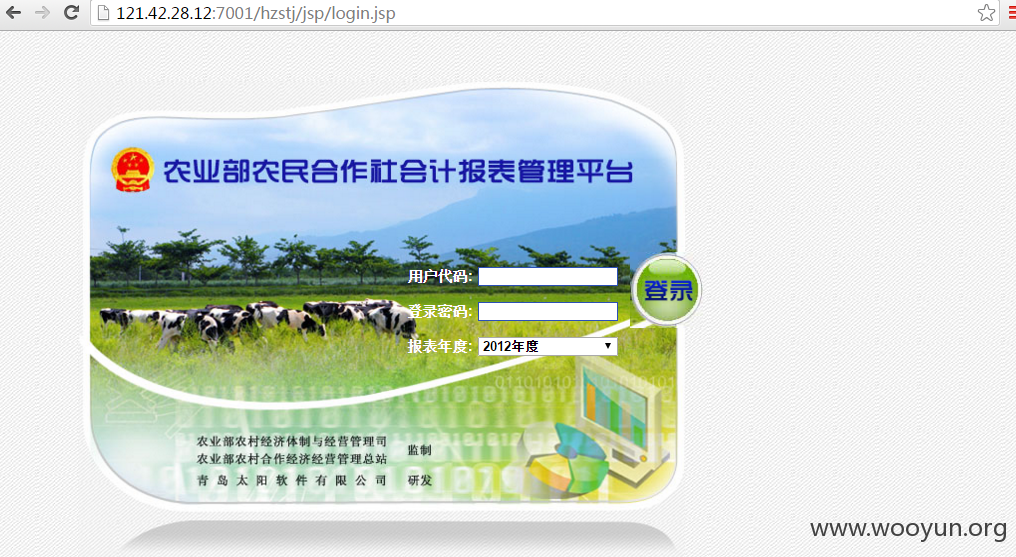 121.42.28.12:7001/hzstj/jsp/login.jsp
农业部农民合作社会计报表管理平台
用户代码:
登录密码:
报表年度: 2012年度
登录
农业部农村经济体制与经营管理司
农业部农村合作经济经营管理总站
监制
青岛太阳软件有限公司 研发
www.wooyun.org